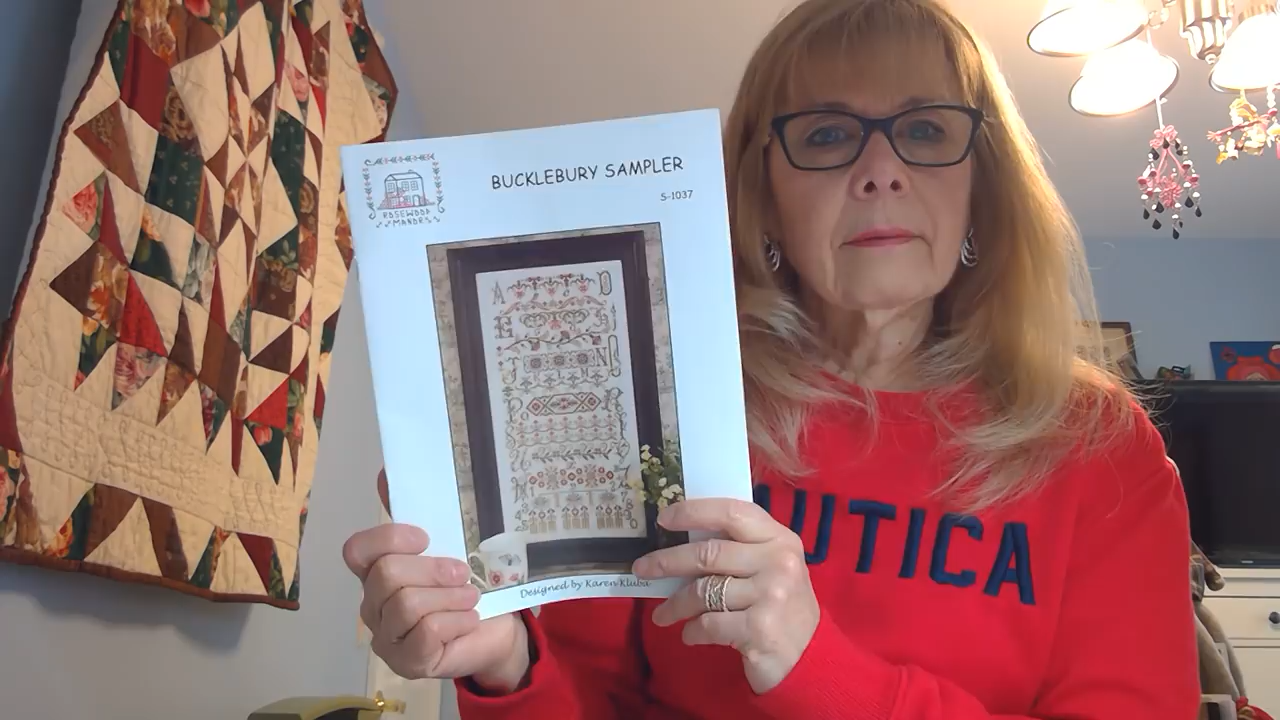 BUCKLEBURY SAMPLER
S-1037
ROSEWOOD
MANOR
Designed by Karen Kluba
AUTICA